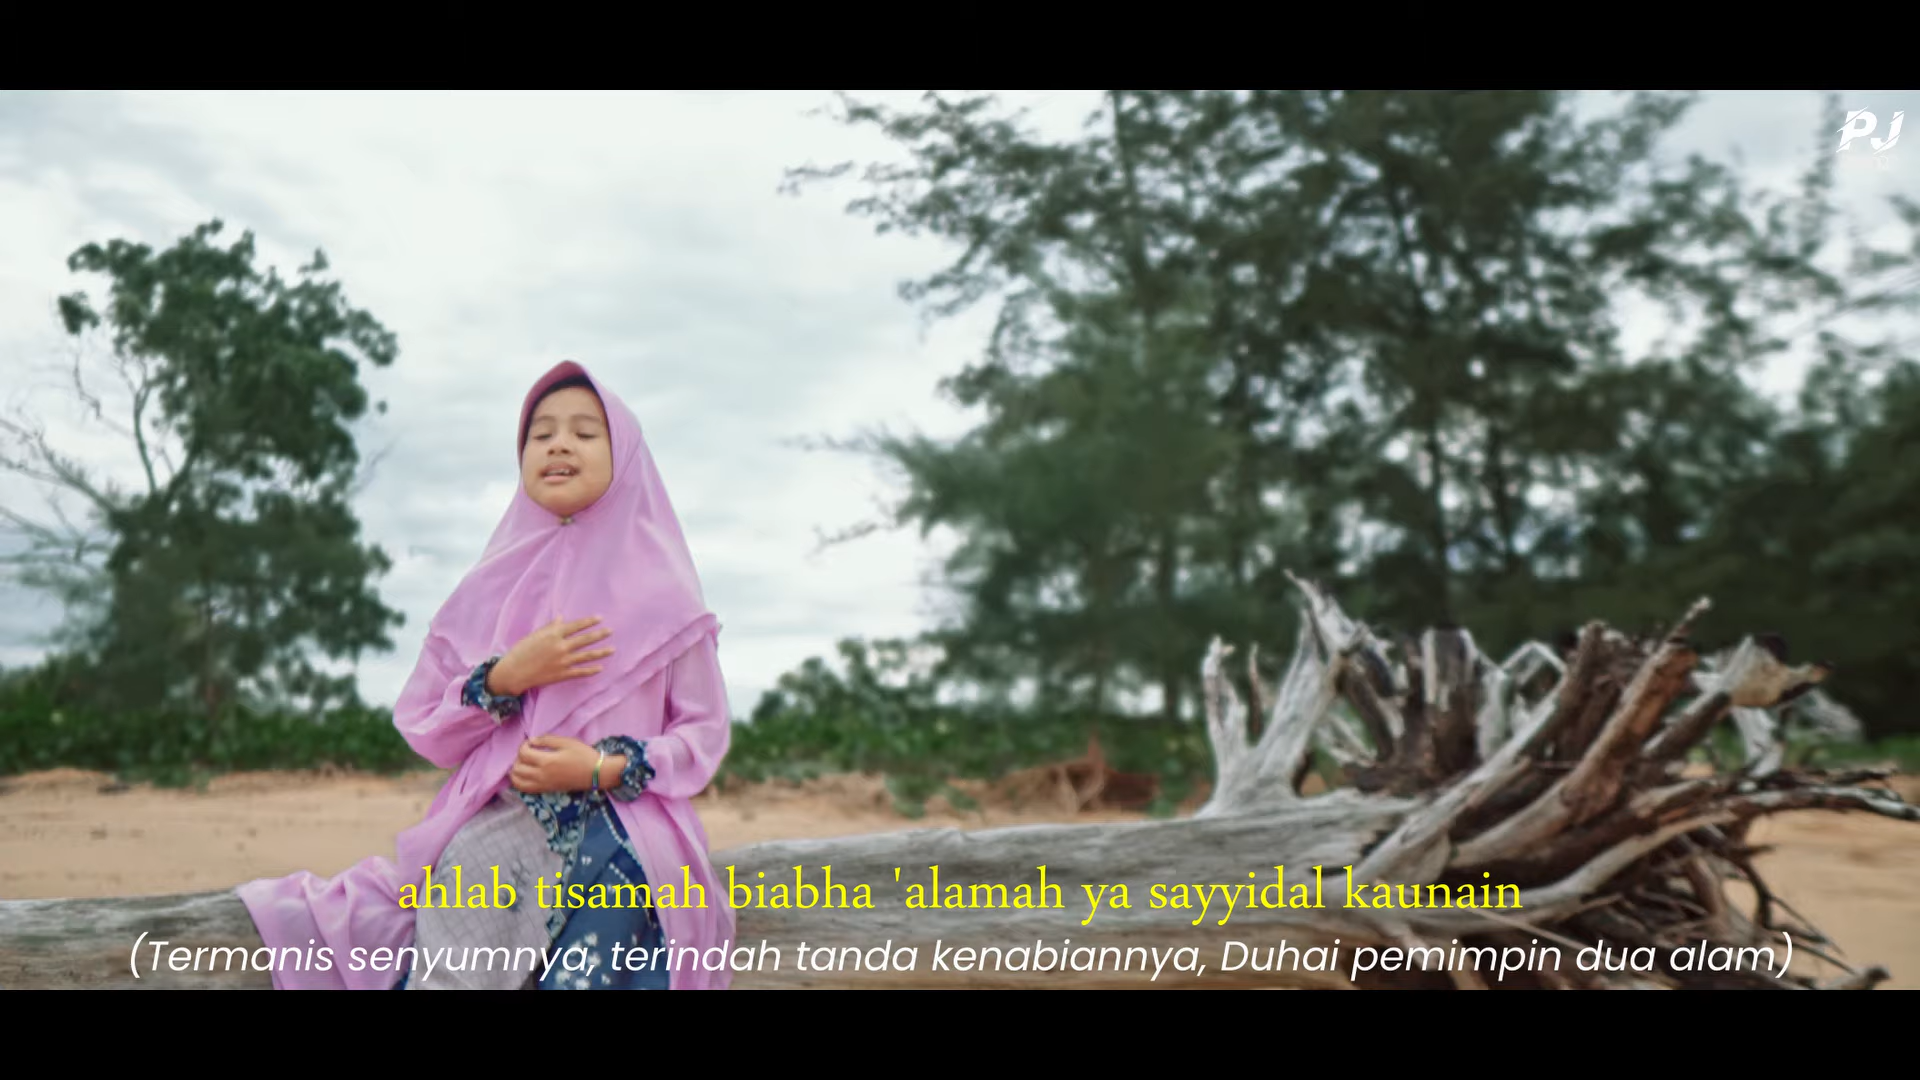 PJ
ahlab tisamah biabha 'alamah ya sayyidal kaunain
(Termanis senyumnya, terindah tanda kenabiannya, Duhai pemimpin dua alam)